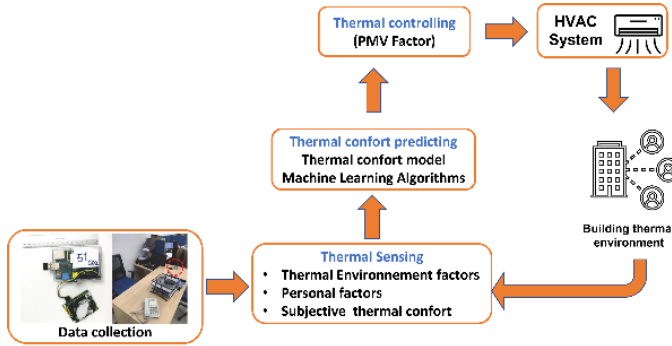 Thermal controlling
(PMV Factor)
HVAC
System
Thermal confort predicting
Thermal confort model
Machine Learning Algorithms
Building therma
environment
Thermal Sensing
• Thermal Environnement factors
• Personal factors
• Subjective thermal confort
51
Data collection